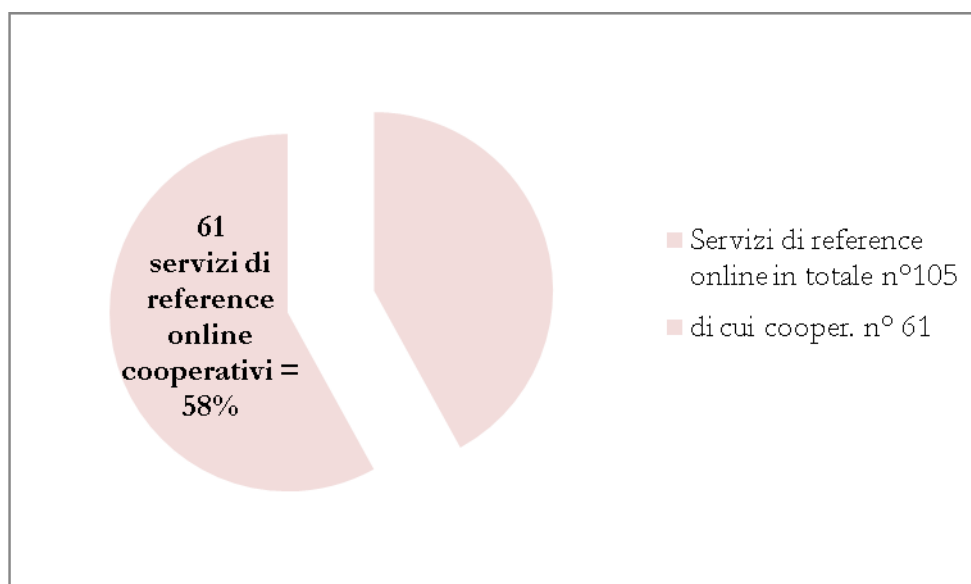 61
servizi di
reference
online
cooperativi =
58%
Servizi di reference
online in totale n°105
di cui cooper. n° 61